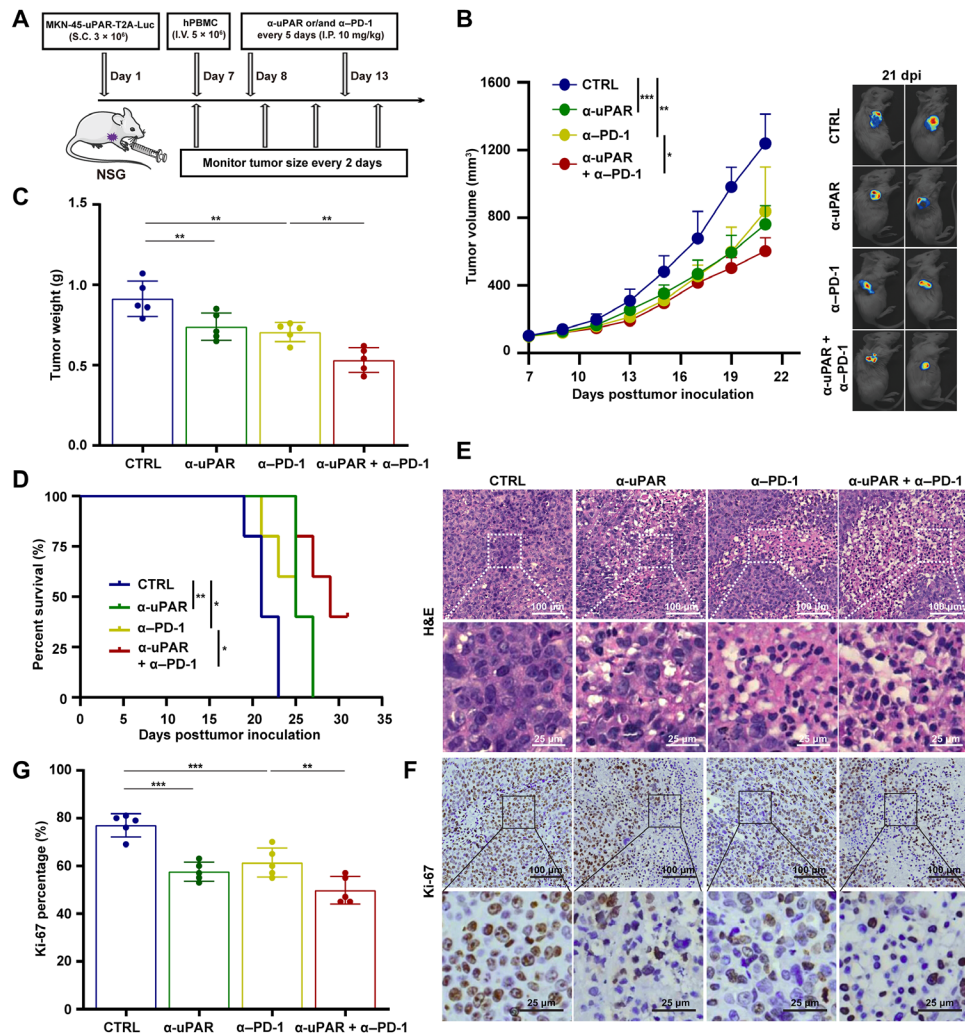 A
MKN-45-uPAR-T2A-Luc
(S.C. 3 × 10⁶)
hPBMC
(I.V. 5 × 10⁶)
α-uPAR or/and α–PD-1
every 5 days (I.P. 10 mg/kg)
Day 1
Day 7
Day 8
Day 13
NSG
Monitor tumor size every 2 days
B
Tumor volume (mm³)
1600
1200
800
400
0
7
10
13
16
19
22
Days posttumor inoculation
CTRL
α-uPAR
α–PD-1
α-uPAR
+ α–PD-1
***
**
*
21 dpi
CTRL
α-uPAR
α–PD-1
α-uPAR +
α–PD-1
C
Tumor weight (g)
1.5
1.0
0.5
0.0
**
**
**
CTRL
α-uPAR
α–PD-1
α-uPAR + α–PD-1
D
Percent survival (%)
100
75
50
25
0
0
5
10
15
20
25
30
35
Days posttumor inoculation
CTRL
α-uPAR
α–PD-1
α-uPAR
+ α–PD-1
**
*
*
E
CTRL
α-uPAR
α–PD-1
α-uPAR + α–PD-1
H&E
100 µm
100 µm
100 µm
100 µm
25 µm
25 µm
25 µm
25 µm
G
Ki-67 percentage (%)
100
80
60
40
20
0
***
***
**
CTRL
α-uPAR
α–PD-1
α-uPAR + α–PD-1
F
Ki-67
100 µm
100 µm
100 µm
100 µm
25 µm
25 µm
25 µm
25 µm